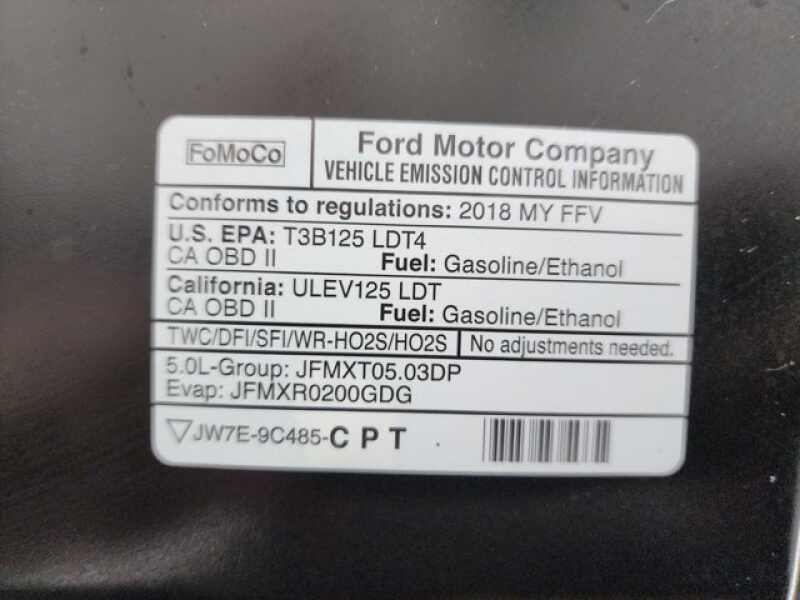 FoMoCo
Ford Motor Company
VEHICLE EMISSION CONTROL INFORMATION
Conforms to regulations: 2018 MY FFV
U.S. EPA: T3B125 LDT4
CA OBD II Fuel: Gasoline/Ethanol
California: ULEV125 LDT
CA OBD II Fuel: Gasoline/Ethanol
TWC/DFI/SFI/WR-HO2S/HO2S No adjustments needed.
5.0L-Group: JFMXT05.03DP
Evap: JFMXR0200GDG
JW7E-9C485-CPT